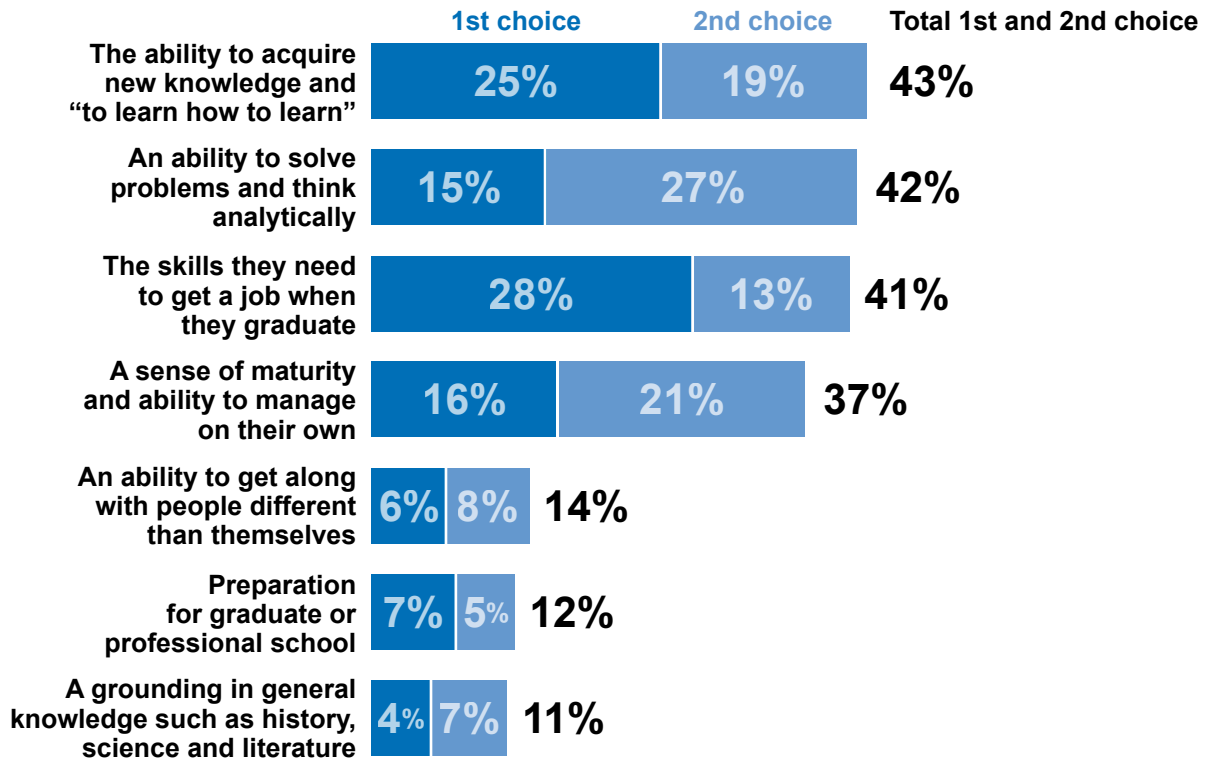 1st choice 2nd choice Total 1st and 2nd choice
The ability to acquire
new knowledge and
“to learn how to learn”
25% 19% 43%
An ability to solve
problems and think
analytically
15% 27% 42%
The skills they need
to get a job when
they graduate
28% 13% 41%
A sense of maturity
and ability to manage
on their own
16% 21% 37%
An ability to get along
with people different
than themselves
6% 8% 14%
Preparation
for graduate or
professional school
7% 5% 12%
A grounding in general
knowledge such as history,
science and literature
4% 7% 11%